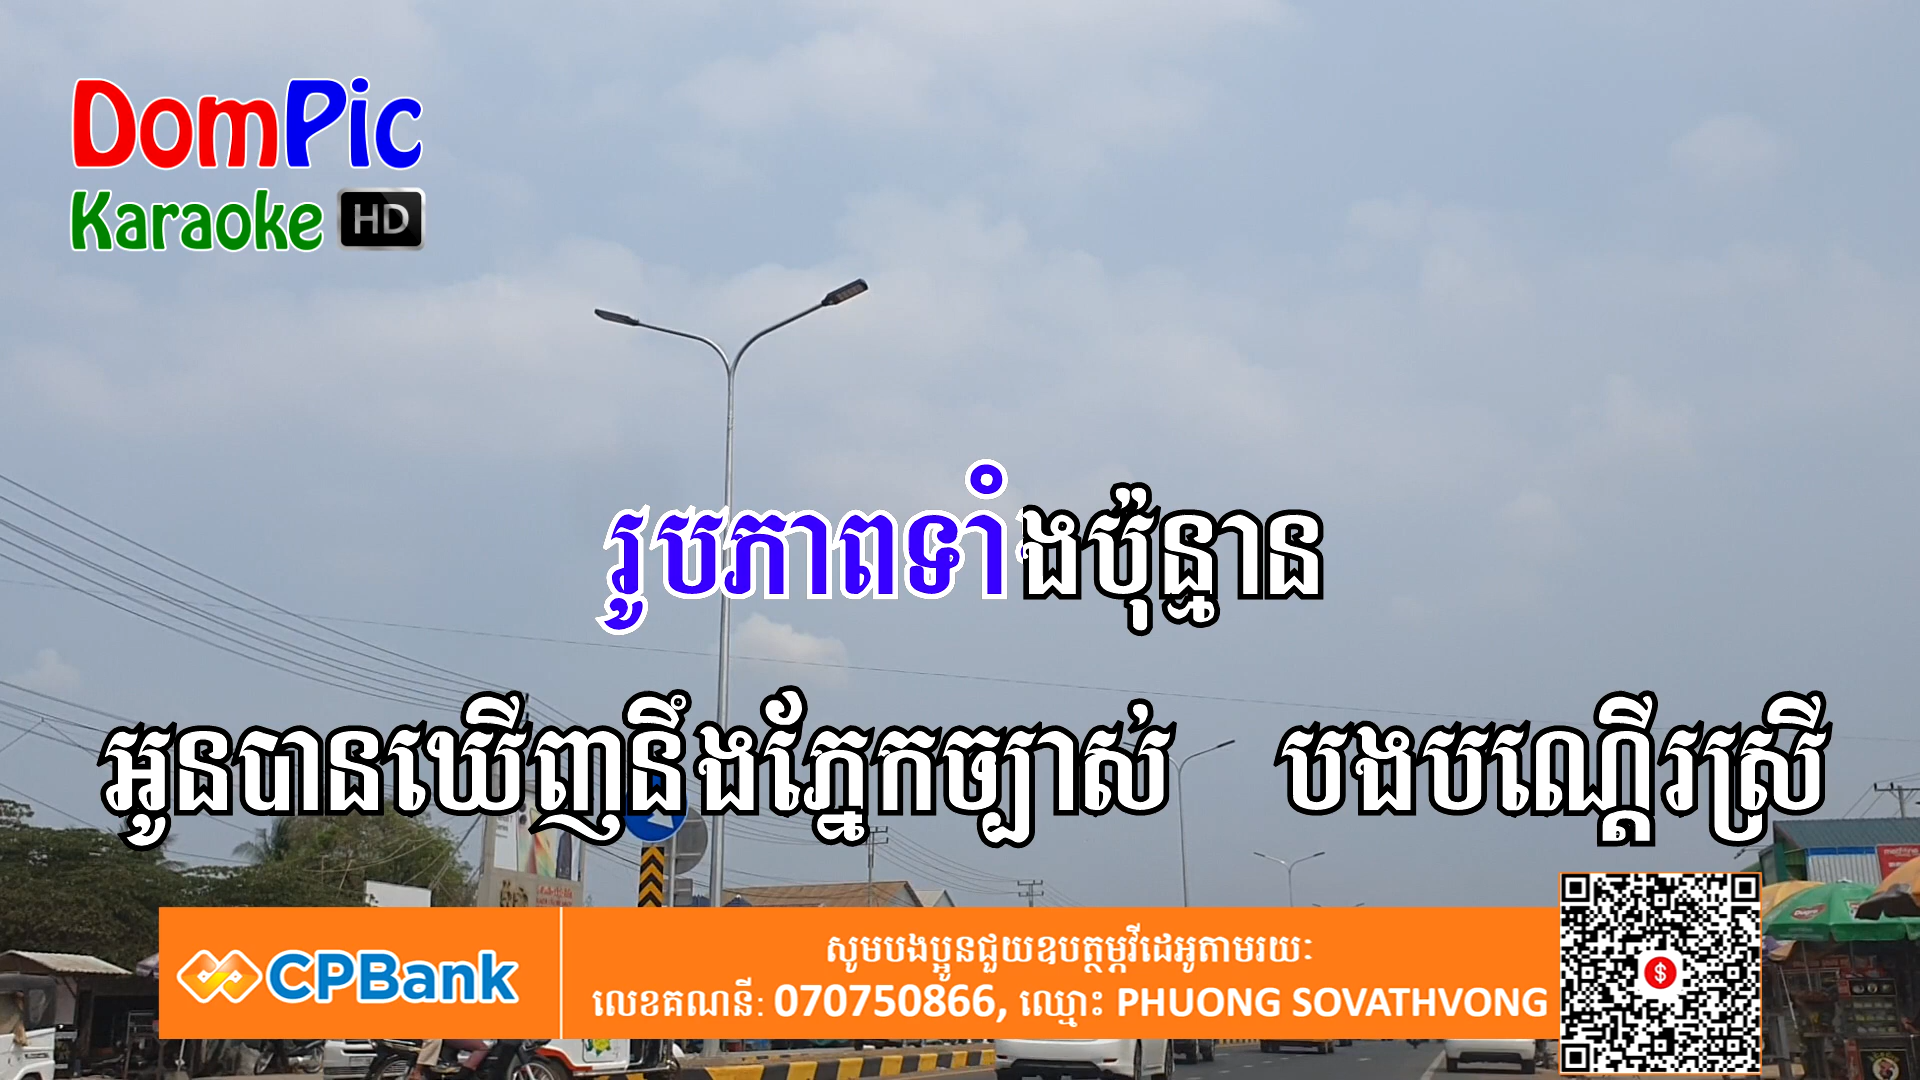 DomPic
Karaoke HD
រូបភាពទាំងប៉ុន្មាន
អូនបានឃើញនឹងភ្នែកច្បាស់ បងបណ្ដើរស្រី
CPBank
សូមបងប្អូនជួយឧបត្ថម្ភវីដេអូតាមរយៈ
លេខគណនី: 070750866, ឈ្មោះ PHUONG SOVATHVONG